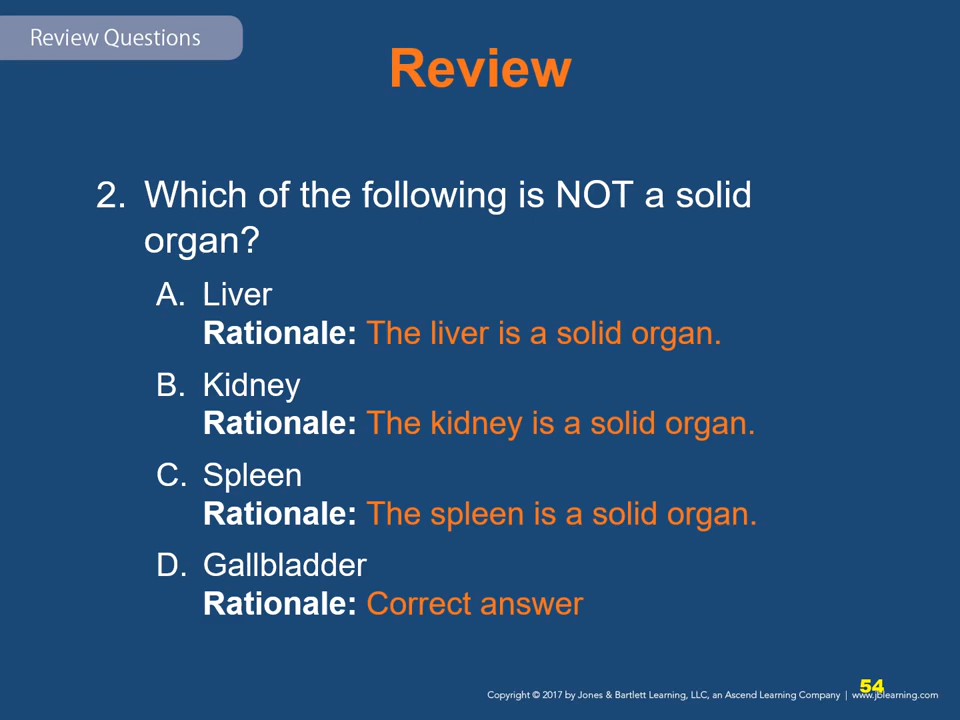 Review Questions
Review
2. Which of the following is NOT a solid
organ?
A. Liver
Rationale: The liver is a solid organ.
B. Kidney
Rationale: The kidney is a solid organ.
C. Spleen
Rationale: The spleen is a solid organ.
D. Gallbladder
Rationale: Correct answer
54
Copyright © 2017 by Jones & Bartlett Learning, LLC, an Ascend Learning Company | www.jblearning.com